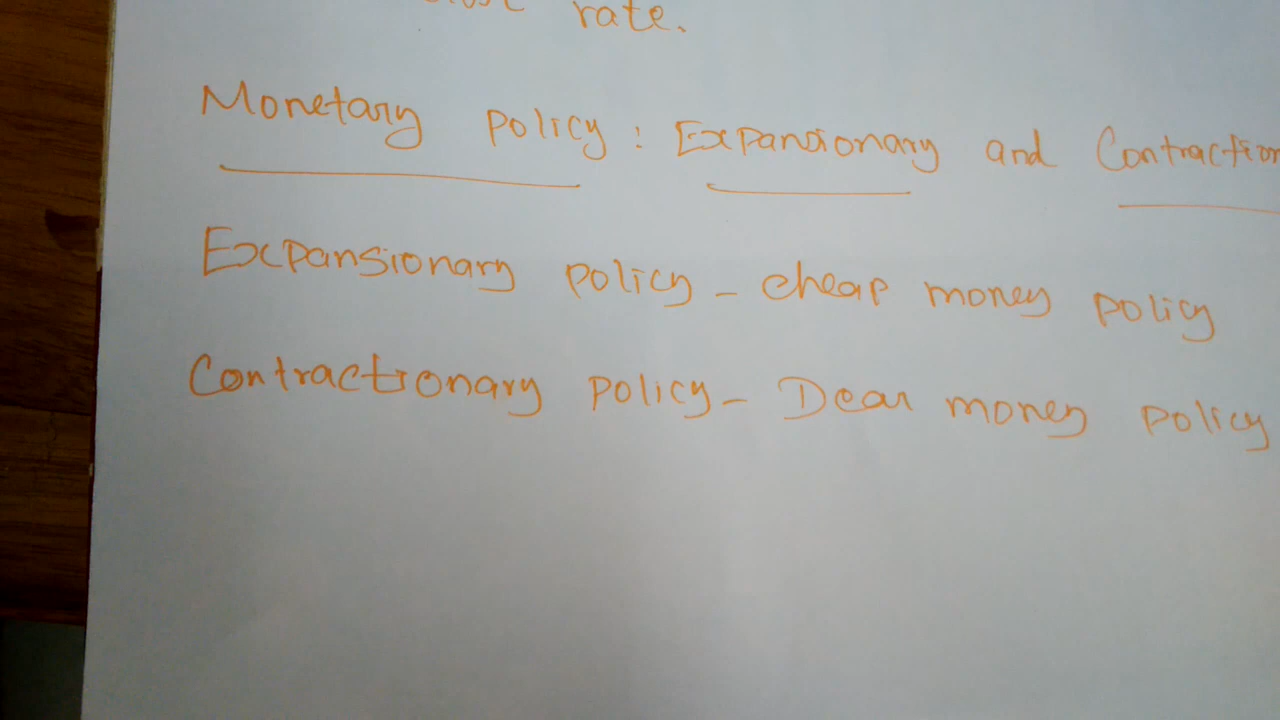 rate.
Monetary policy : Expansionary and Contraction
Expansionary policy - cheap money policy
Contractionary policy - Dear money policy